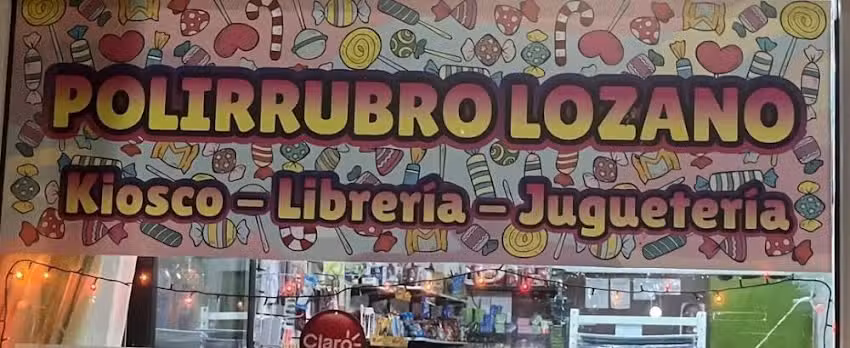 POLIRRUBRO LOZANO
Kiosco - Librería - Juguetería
Claro